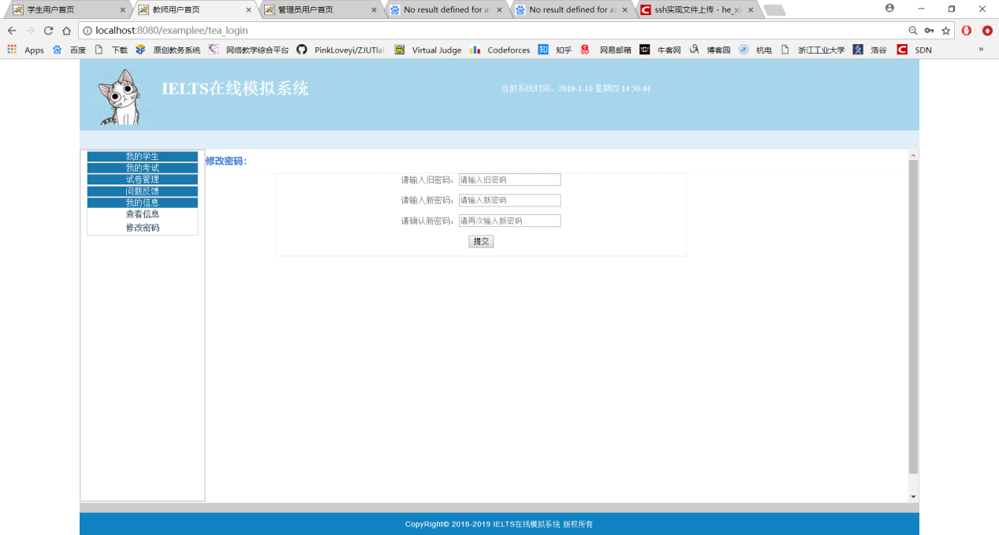 学生用户首页 教师用户首页 管理员用户首页 No result defined for ac No result defined for ac ssh实现文件上传 - he_xi
localhost:8080/examplee/tea_login
Apps 百度 下载 原创教务系统 网络教学综合平台 PinkLoveyi/ZJUTla Virtual Judge Codeforces 知 知乎 网易邮箱 牛客网 博客园 杭电 浙江工业大学 洛谷 SDN »
IELTS在线模拟系统
当前系统时间：2019-1-10 星期四 14:50:44
我的学生
我的考试
试卷管理
问题反馈
我的信息
查看信息
修改密码
修改密码：
请输入旧密码： 请输入旧密码
请输入新密码： 请输入新密码
请确认新密码： 请再次输入新密码
提交
CopyRight© 2018-2019 IELTS在线模拟系统 版权所有